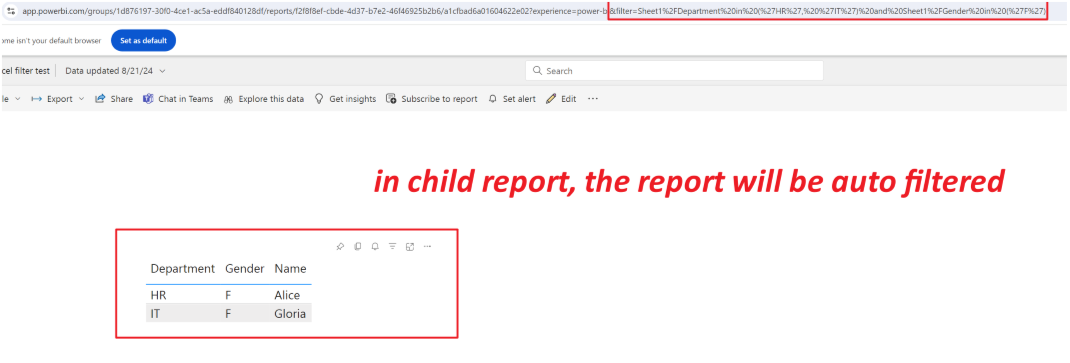 app.powerbi.com/groups/1d876197-30f0-4ce1-ac5a-eddf840128df/reports/f2f8f8ef-cbde-4d37-b7e2-46f46925b2b6/a1cfbad6a01604622e02?experience=power-bi&filter=Sheet1%2FDepartment%20in%20(%27HR%27,%20%27IT%27)%20and%20Sheet1%2FGender%20in%20(%27F%27)
ome isn't your default browser Set as default
cel filter test Data updated 8/21/24 Search
le Export Share Chat in Teams Explore this data Get insights Subscribe to report Set alert Edit ...
in child report, the report will be auto filtered
Department Gender Name
HR F Alice
IT F Gloria